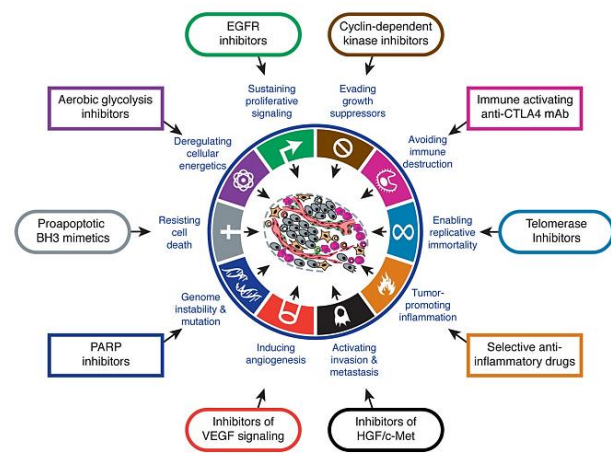 EGFR
inhibitors
Cyclin-dependent
kinase inhibitors
Sustaining
proliferative
signaling
Evading
growth
suppressors
Aerobic glycolysis
inhibitors
Immune activating
anti-CTLA4 mAb
Deregulating
cellular
energetics
Avoiding
immune
destruction
Proapoptotic
BH3 mimetics
Resisting
cell
death
Enabling
replicative
immortality
Telomerase
Inhibitors
Genome
instability &
mutation
Tumor-
promoting
inflammation
PARP
inhibitors
Inducing
angiogenesis
Activating
invasion &
metastasis
Selective anti-
inflammatory drugs
Inhibitors of
VEGF signaling
Inhibitors of
HGF/c-Met